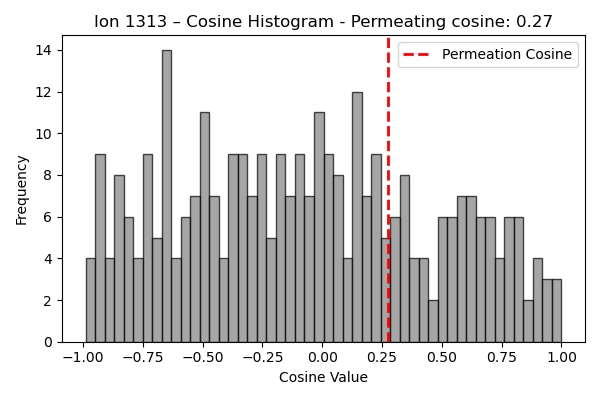 Ion 1313 – Cosine Histogram - Permeating cosine: 0.27
Permeation Cosine
Frequency
14
12
10
8
6
4
2
0
−1.00 −0.75 −0.50 −0.25 0.00 0.25 0.50 0.75 1.00
Cosine Value